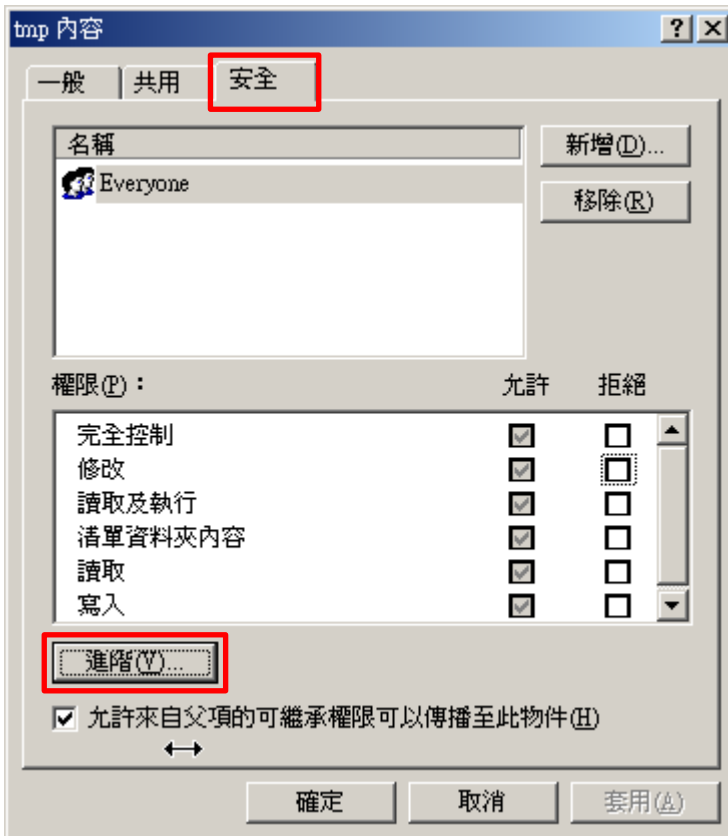 tmp 內容
一般 共用 安全
名稱
新增(D)...
Everyone
移除(R)
權限(P)： 允許 拒絕
完全控制
修改
讀取及執行
清單資料夾內容
讀取
寫入
進階(V)...
允許來自父項的可繼承權限可以傳播至此物件(H)
確定 取消 套用(A)